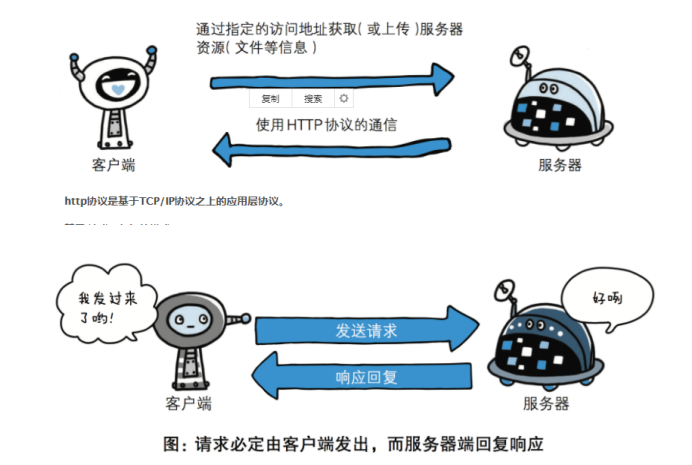 通过指定的访问地址获取(或上传)服务器
资源(文件等信息)
复制 搜索
使用HTTP协议的通信
客户端
服务器
http协议是基于TCP/IP协议之上的应用层协议。
我发过来
了哟!
好咧
发送请求
响应回复
客户端
服务器
图:请求必定由客户端发出，而服务器端回复响应